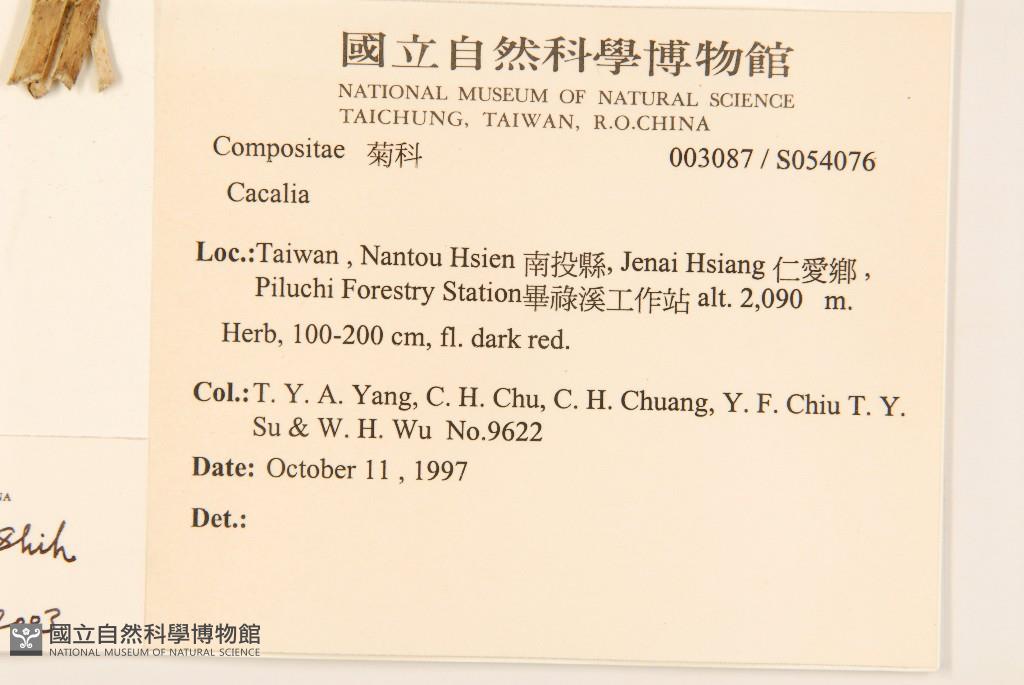 國立自然科學博物館
NATIONAL MUSEUM OF NATURAL SCIENCE
TAICHUNG, TAIWAN, R.O.CHINA
Compositae 菊科 003087 / S054076
Cacalia
Loc.:Taiwan , Nantou Hsien 南投縣, Jenai Hsiang 仁愛鄉 ,
Piluchi Forestry Station畢祿溪工作站 alt. 2,090 m.
Herb, 100-200 cm, fl. dark red.
Col.: T. Y. A. Yang, C. H. Chu, C. H. Chuang, Y. F. Chiu T. Y.
Su & W. H. Wu No.9622
Date: October 11 , 1997
Det.:
Shih
2003
國立自然科學博物館
NATIONAL MUSEUM OF NATURAL SCIENCE